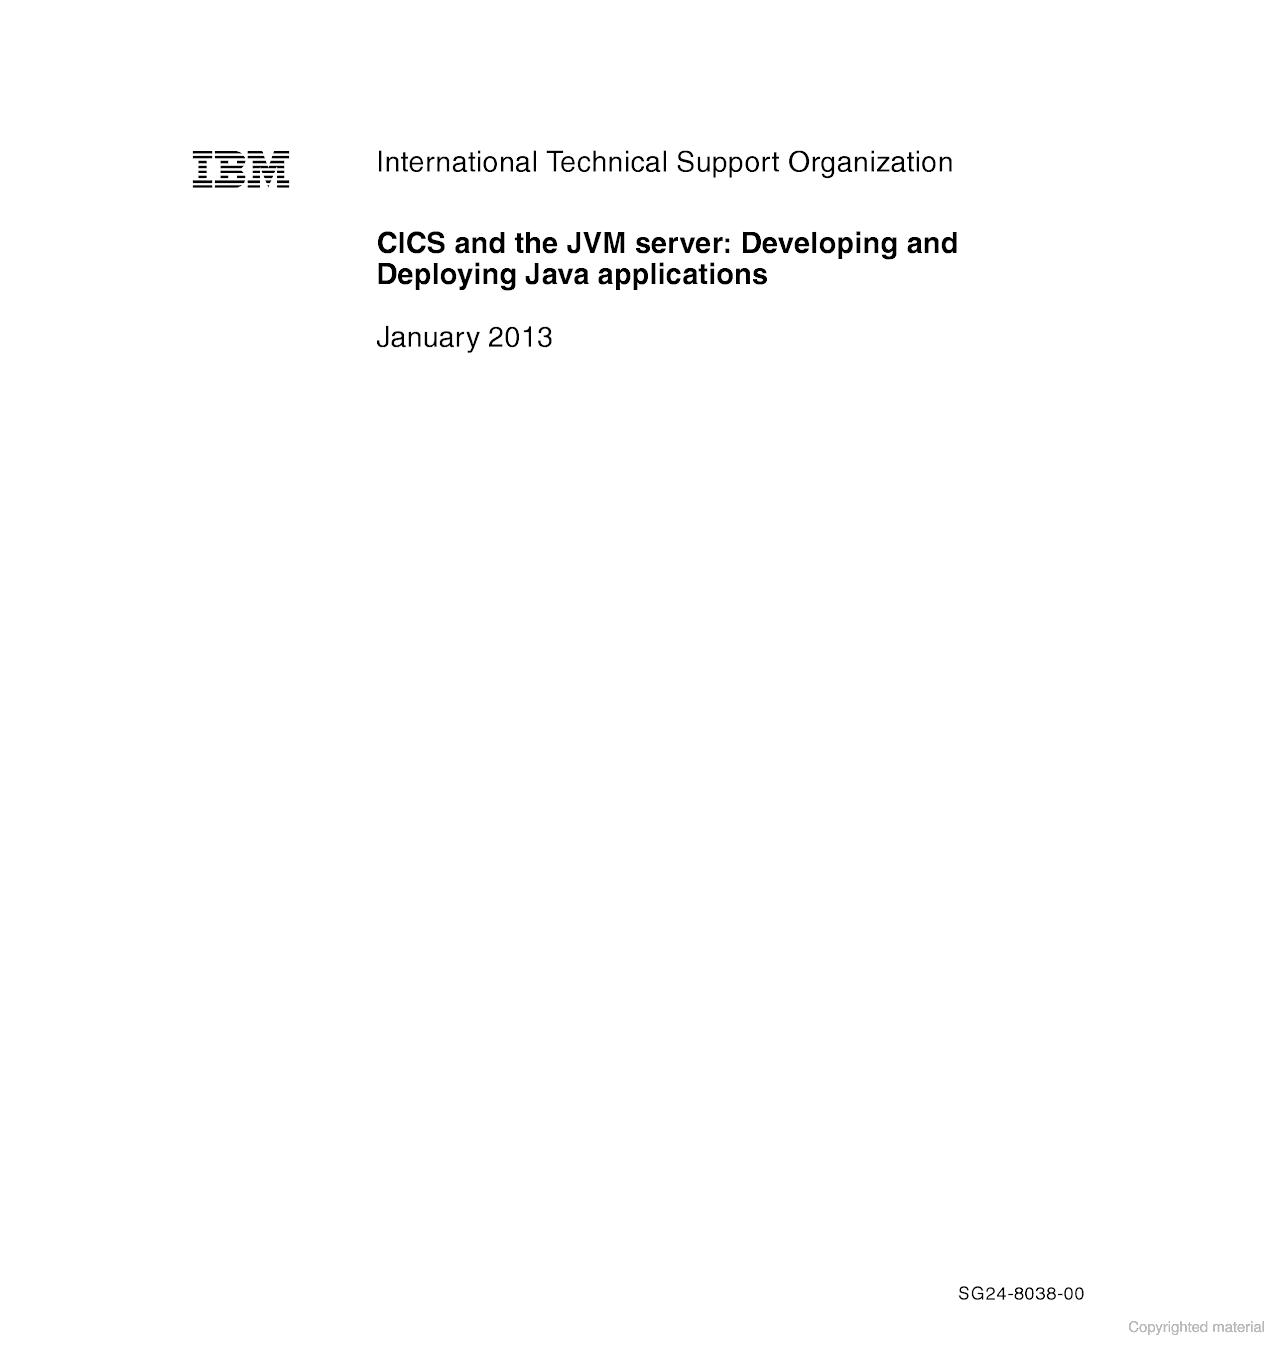 IBM
International Technical Support Organization
CICS and the JVM server: Developing and
Deploying Java applications
January 2013
SG24-8038-00
Copyrighted material